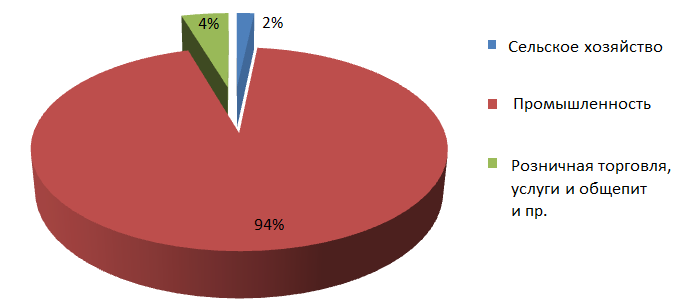 4%
2%
94%
Сельское хозяйство
Промышленность
Розничная торговля,
услуги и общепит
и пр.